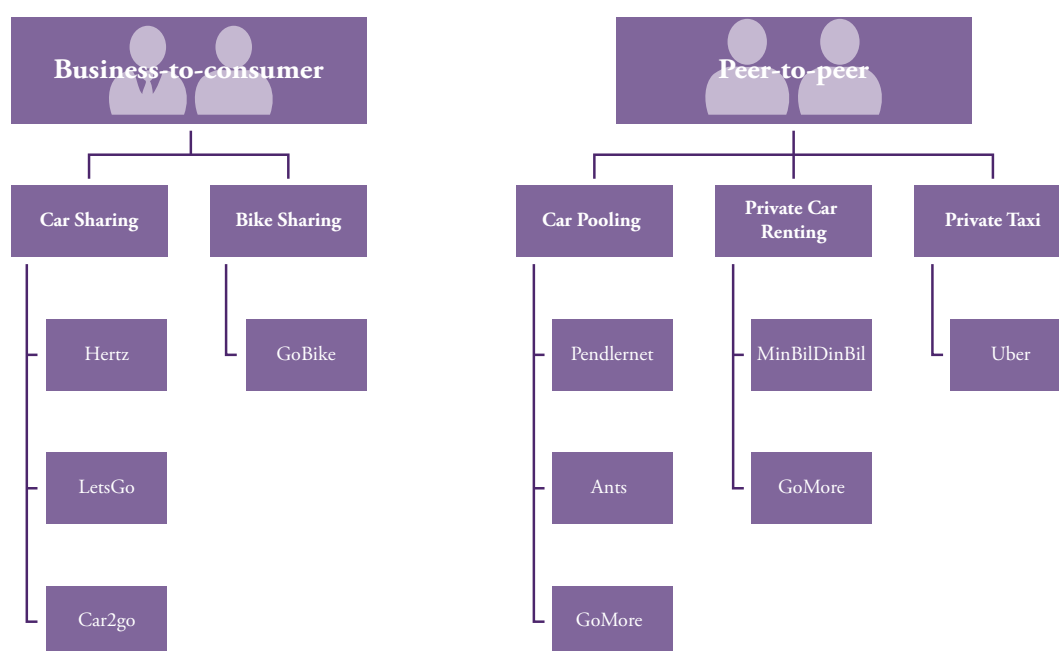 Business-to-consumer
Peer-to-peer
Car Sharing
Bike Sharing
Car Pooling
Private Car
Renting
Private Taxi
Hertz
GoBike
Pendlernet
MinBilDinBil
Uber
LetsGo
Ants
GoMore
Car2go
GoMore